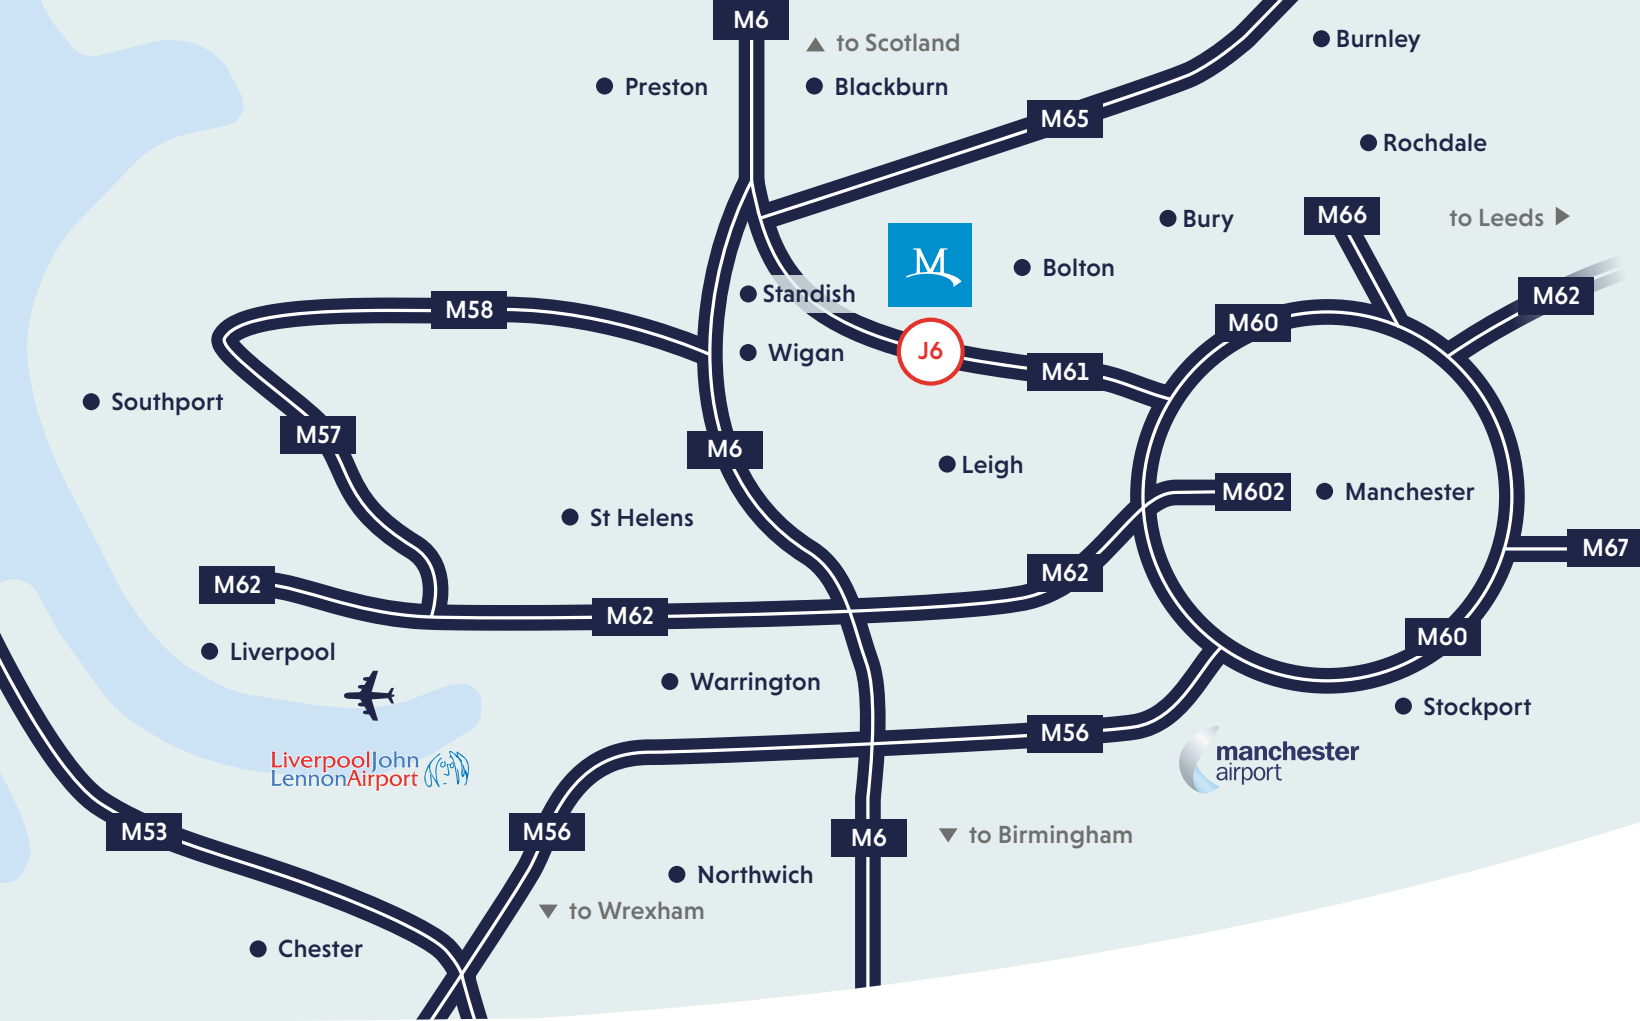 M6
to Scotland
Burnley
Preston
Blackburn
M65
Rochdale
Bury
M66
to Leeds
M
Bolton
Standish
M62
M58
M60
Wigan
J6
M61
Southport
M57
M6
Leigh
M602
Manchester
St Helens
M67
M62
M62
M62
M60
Liverpool
Warrington
Stockport
M56
LiverpoolJohn
LennonAirport
manchester
airport
M53
M56
M6
to Birmingham
Northwich
to Wrexham
Chester